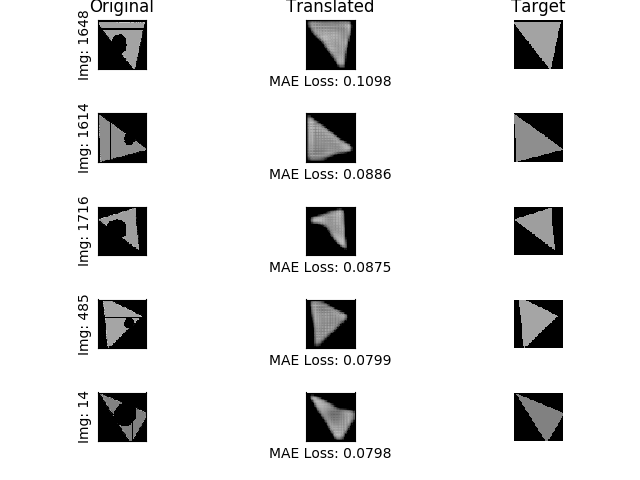 Original Translated Target
Img: 1648
MAE Loss: 0.1098
Img: 1614
MAE Loss: 0.0886
Img: 1716
MAE Loss: 0.0875
Img: 485
MAE Loss: 0.0799
Img: 14
MAE Loss: 0.0798